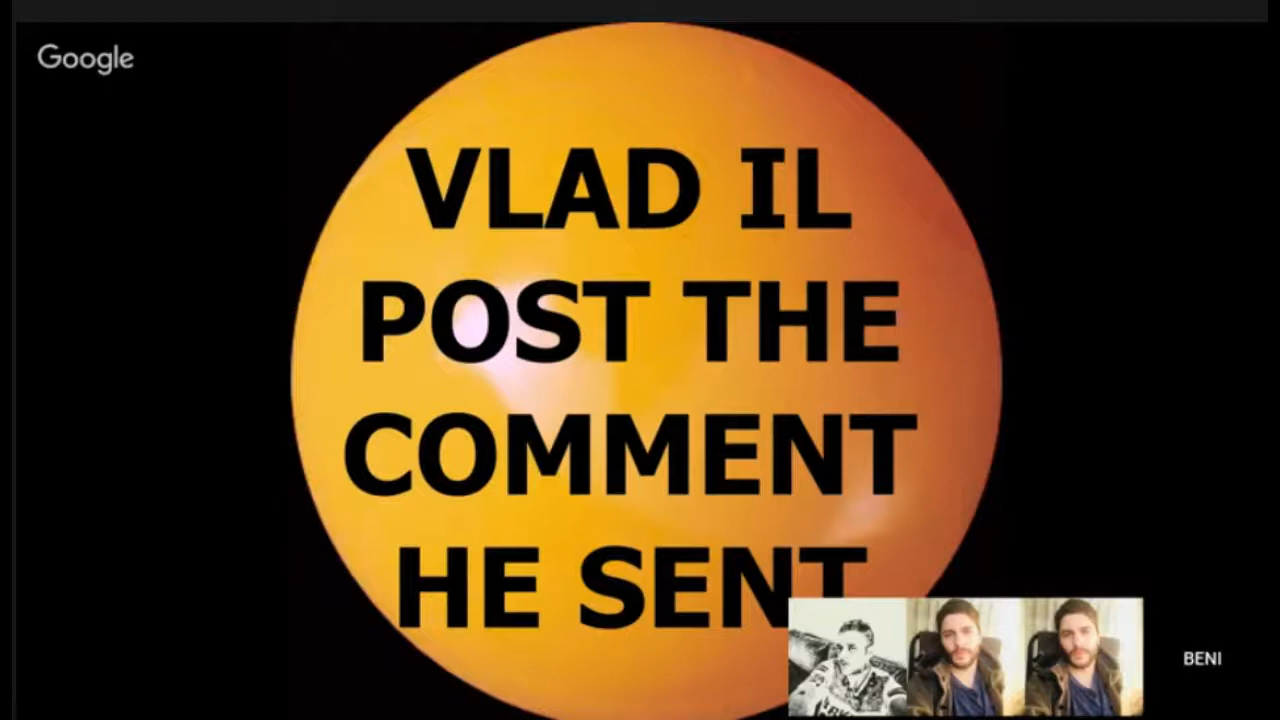 Google
VLAD IL
POST THE
COMMENT
HE SENT
BENI